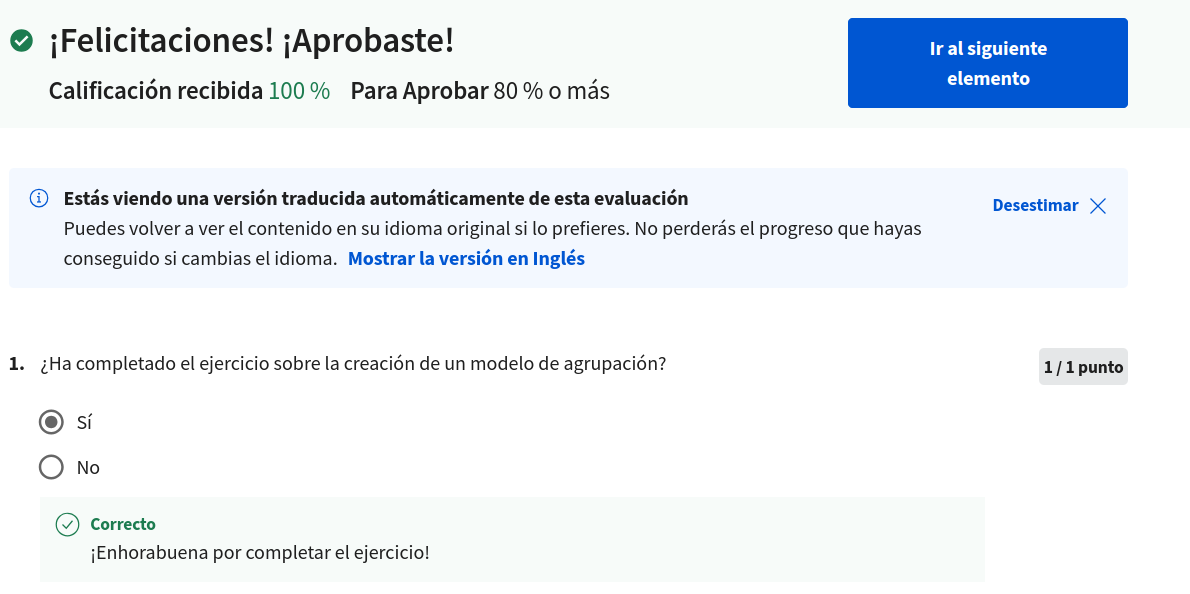 ¡Felicitaciones! ¡Aprobaste!
Calificación recibida 100 % Para Aprobar 80 % o más
Ir al siguiente
elemento
Estás viendo una versión traducida automáticamente de esta evaluación
Desestimar
Puedes volver a ver el contenido en su idioma original si lo prefieres. No perderás el progreso que hayas
conseguido si cambias el idioma. Mostrar la versión en Inglés
1. ¿Ha completado el ejercicio sobre la creación de un modelo de agrupación?
1 / 1 punto
Sí
No
Correcto
¡Enhorabuena por completar el ejercicio!